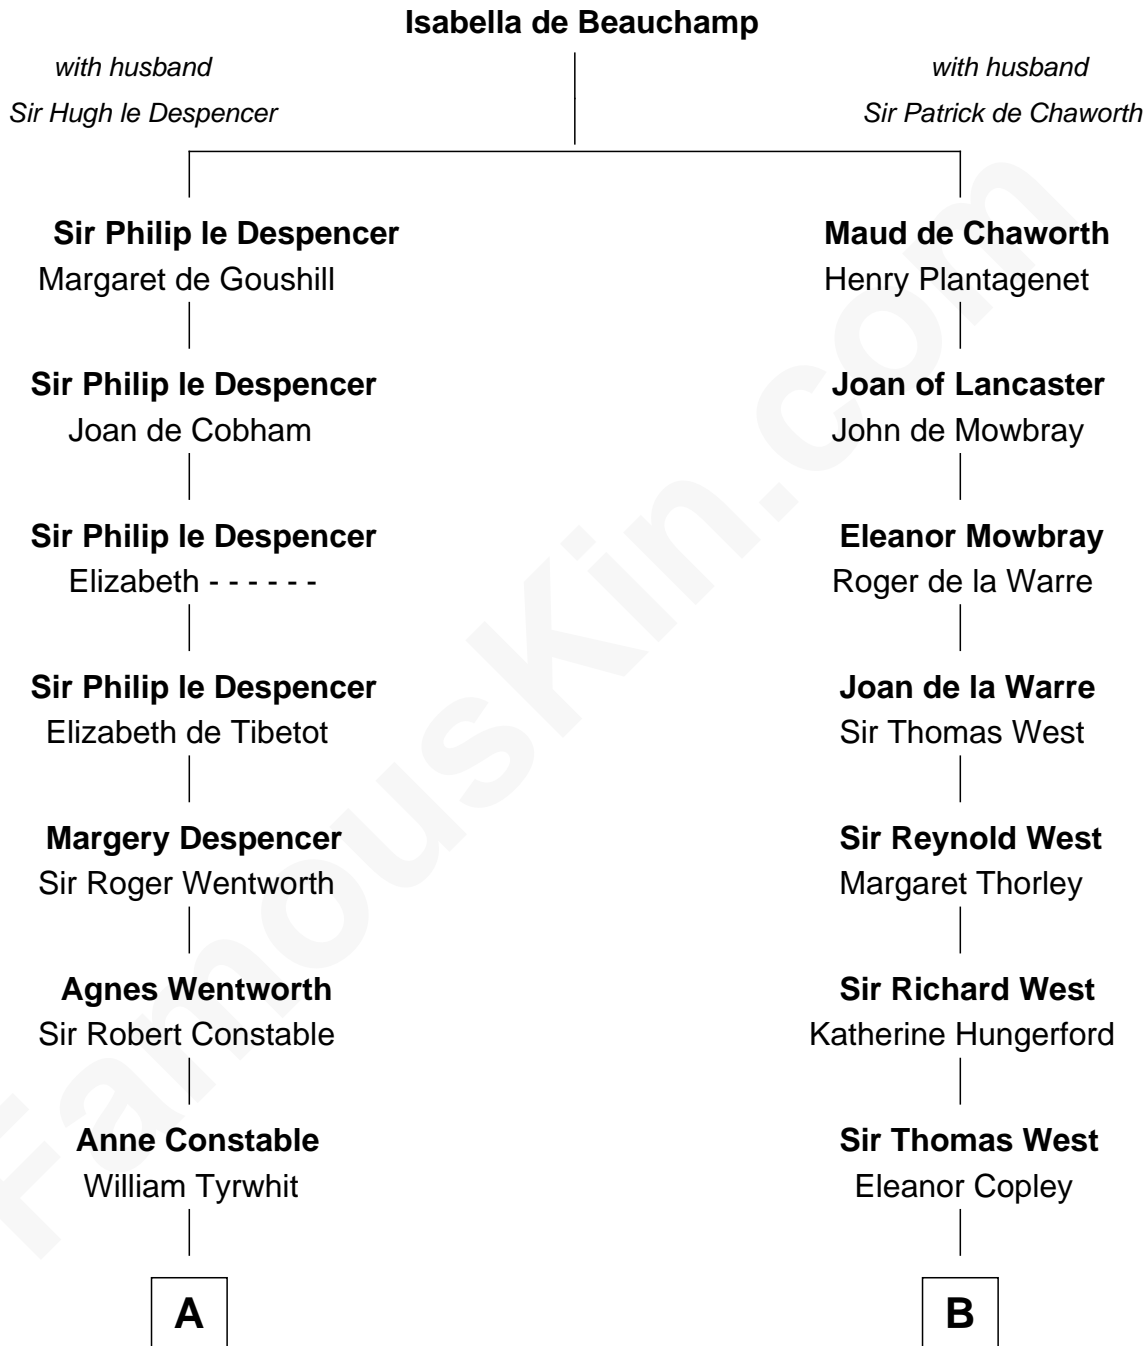 Isabella de Beauchamp
with husband
Sir Hugh le Despencer
with husband
Sir Patrick de Chaworth
Sir Philip le Despencer
Margaret de Goushill
Maud de Chaworth
Henry Plantagenet
Sir Philip le Despencer
Joan de Cobham
Joan of Lancaster
John de Mowbray
Sir Philip le Despencer
Elizabeth - - - - - -
Eleanor Mowbray
Roger de la Warre
Sir Philip le Despencer
Elizabeth de Tibetot
Joan de la Warre
Sir Thomas West
Margery Despencer
Sir Roger Wentworth
Sir Reynold West
Margaret Thorley
Agnes Wentworth
Sir Robert Constable
Sir Richard West
Katherine Hungerford
Anne Constable
William Tyrwhit
Sir Thomas West
Eleanor Copley
A
B
FamousKin.com